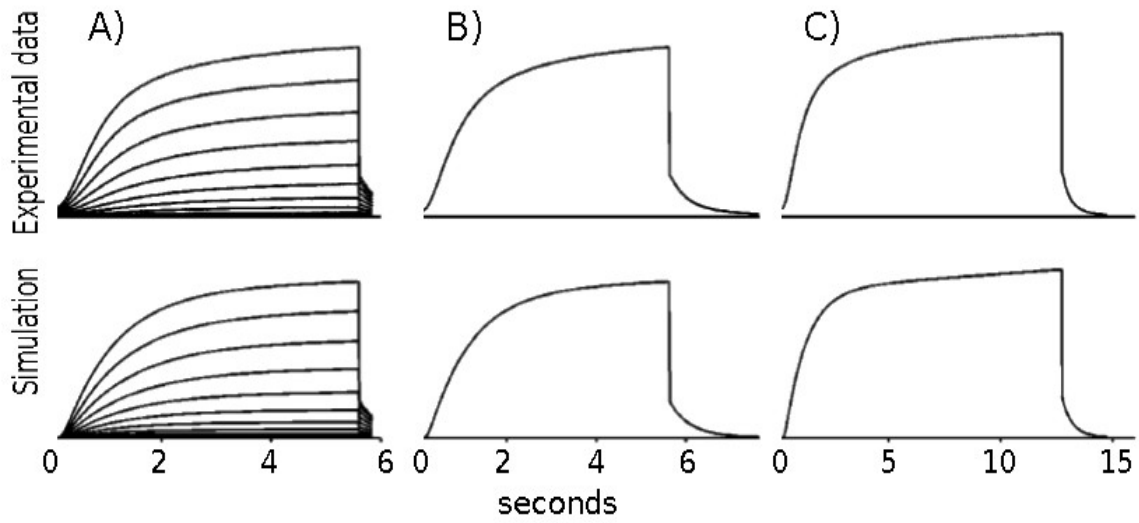 A) B) C)
Experimental data
Simulation
0 2 4 6 0 2 4 6 0 5 10 15
seconds